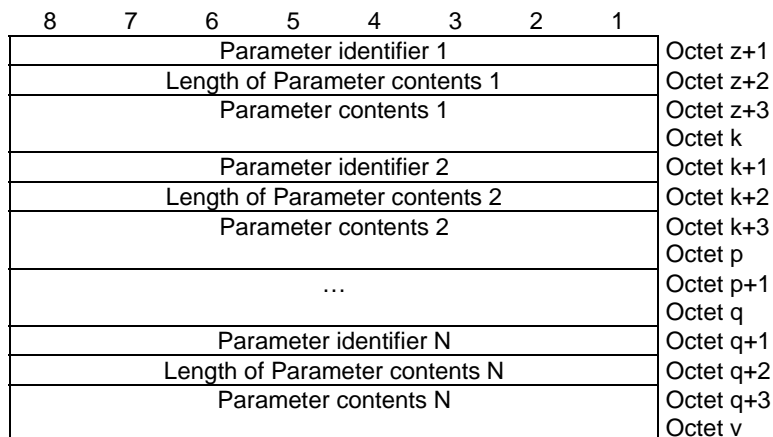 8 7 6 5 4 3 2 1
Parameter identifier 1 Octet z+1
Length of Parameter contents 1 Octet z+2
Parameter contents 1 Octet z+3
Octet k
Parameter identifier 2 Octet k+1
Length of Parameter contents 2 Octet k+2
Parameter contents 2 Octet k+3
Octet p
… Octet p+1
Octet q
Parameter identifier N Octet q+1
Length of Parameter contents N Octet q+2
Parameter contents N Octet q+3
Octet v